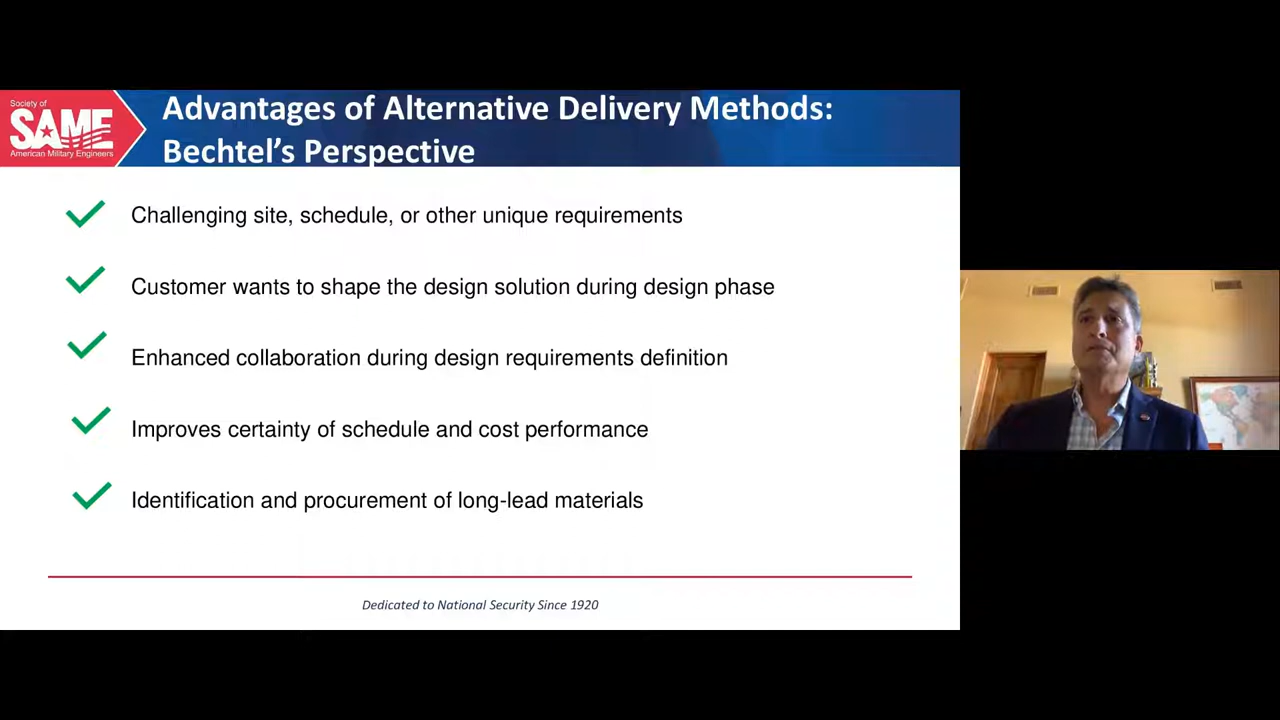 Society of
SAME
American Military Engineers
Advantages of Alternative Delivery Methods:
Bechtel's Perspective
Challenging site, schedule, or other unique requirements
Customer wants to shape the design solution during design phase
Enhanced collaboration during design requirements definition
Improves certainty of schedule and cost performance
Identification and procurement of long-lead materials
Dedicated to National Security Since 1920